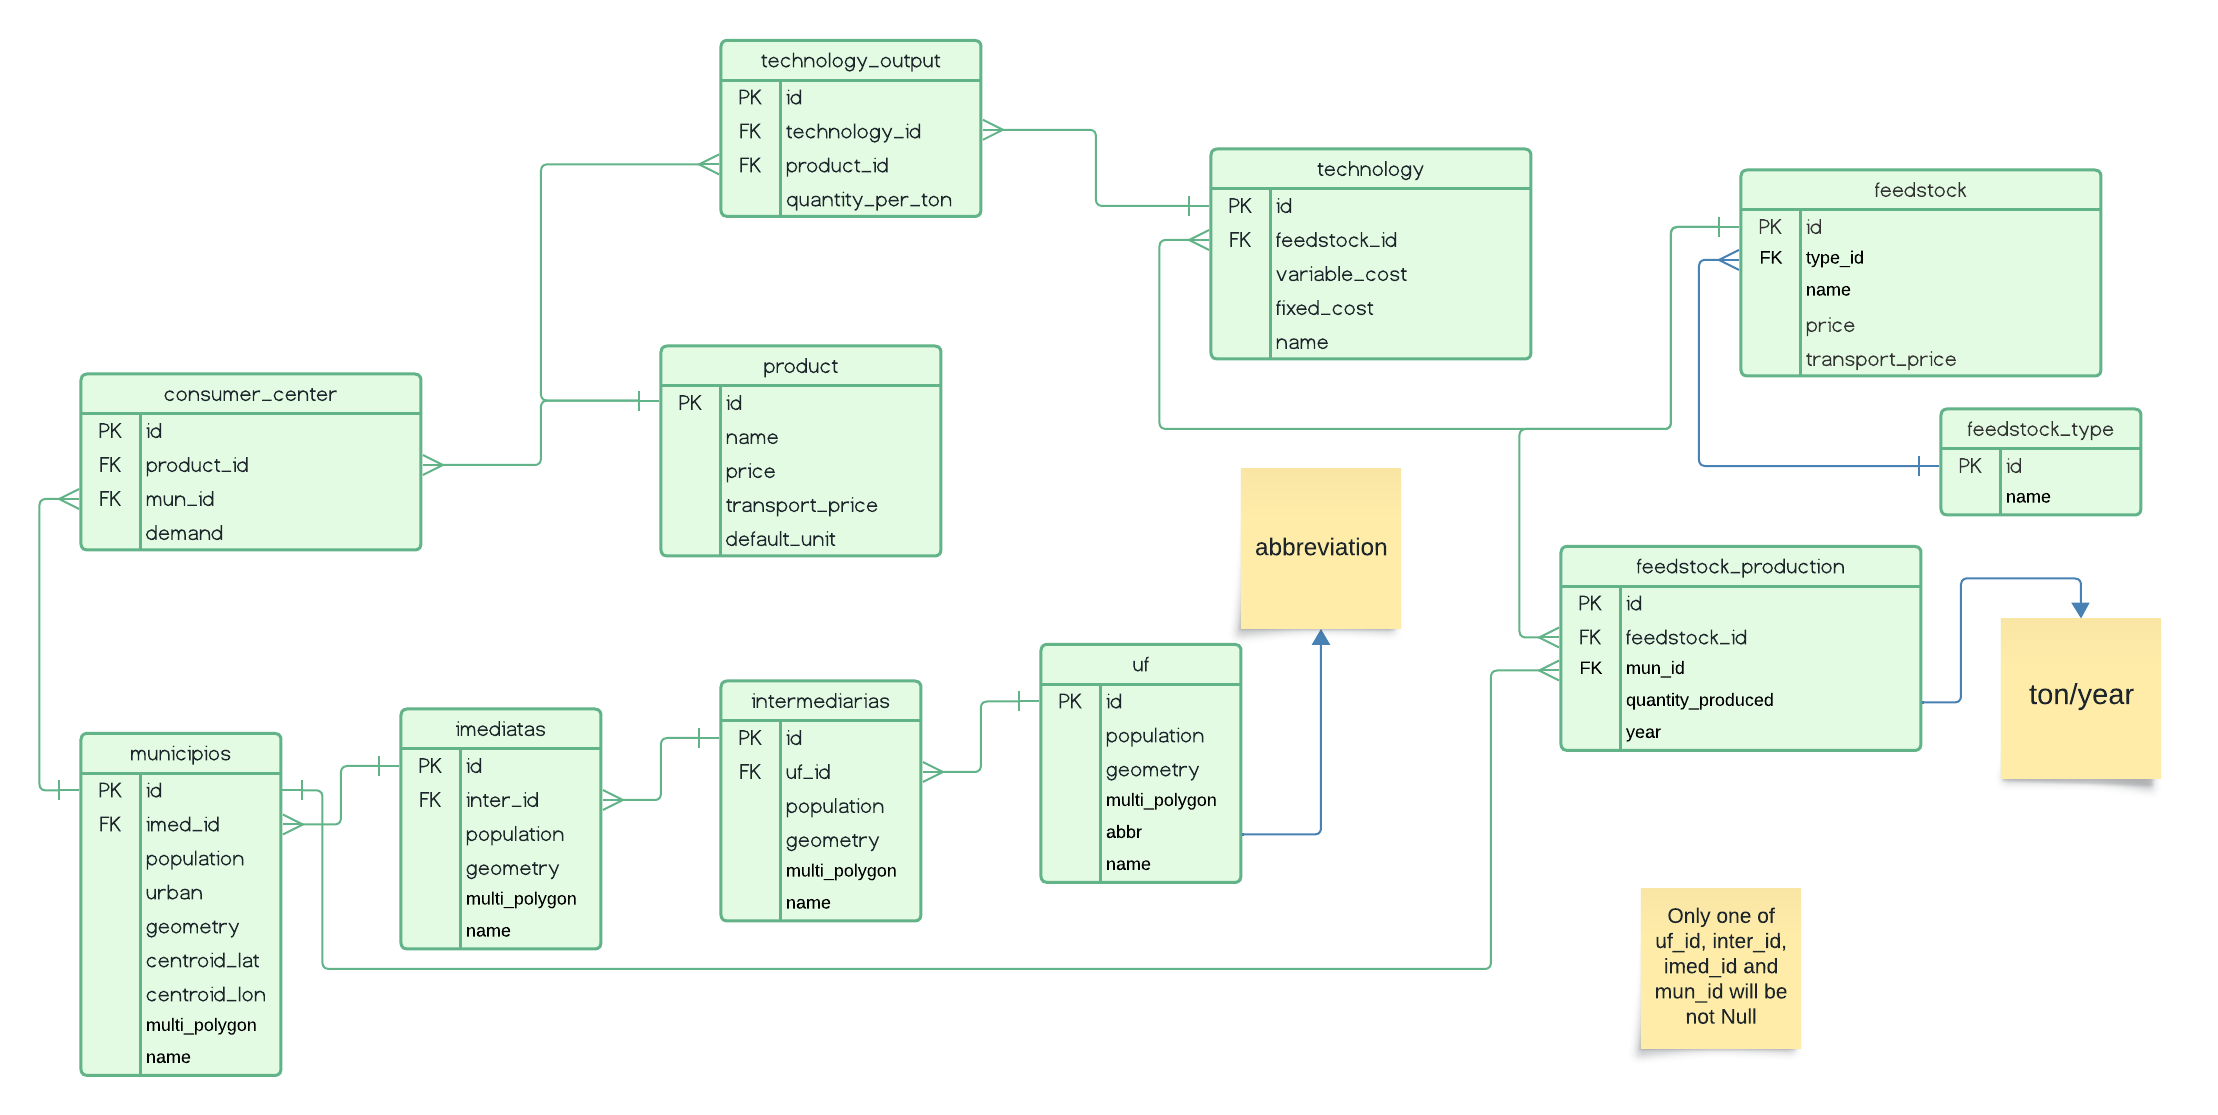 technology_output
PK id
FK technology_id
FK product_id
quantity_per_ton
technology
PK id
FK feedstock_id
variable_cost
fixed_cost
name
feedstock
PK id
FK type_id
name
price
transport_price
consumer_center
PK id
FK product_id
FK mun_id
demand
product
PK id
name
price
transport_price
default_unit
feedstock_type
PK id
name
abbreviation
feedstock_production
PK id
FK feedstock_id
FK mun_id
quantity_produced
year
ton/year
municipios
PK id
FK imed_id
population
urban
geometry
centroid_lat
centroid_lon
multi_polygon
name
imediatas
PK id
FK inter_id
population
geometry
multi_polygon
name
intermediarias
PK id
FK uf_id
population
geometry
multi_polygon
name
uf
PK id
population
geometry
multi_polygon
abbr
name
Only one of
uf_id, inter_id,
imed_id and
mun_id will be
not Null